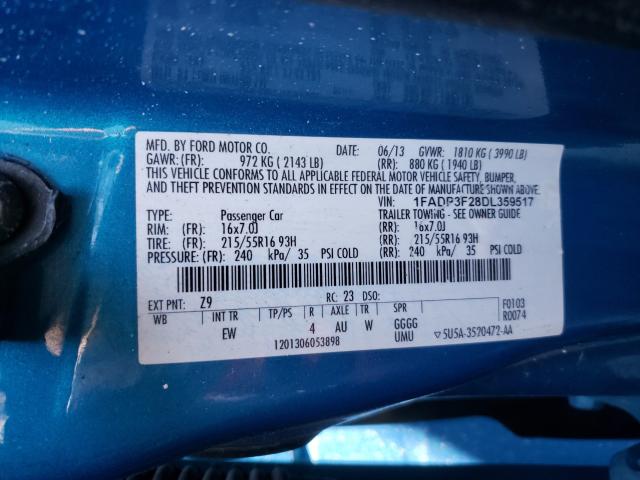 MFD. BY FORD MOTOR CO. DATE: 06/13 GVWR: 1810 KG ( 3990 LB)
GAWR: (FR): 972 KG ( 2143 LB) (RR): 880 KG ( 1940 LB)
THIS VEHICLE CONFORMS TO ALL APPLICABLE FEDERAL MOTOR VEHICLE SAFETY, BUMPER,
AND THEFT PREVENTION STANDARDS IN EFFECT ON THE DATE OF MANUFACTURE SHOWN ABOVE.
VIN: 1FADP3F28DL359517
TYPE: Passenger Car TRAILER TOWING - SEE OWNER GUIDE
RIM: (FR): 16x7.0J (RR): 16x7.0J
TIRE: (FR): 215/55R16 93H (RR): 215/55R16 93H
PRESSURE: (FR): 240 kPa/ 35 PSI COLD (RR): 240 kPa/ 35 PSI COLD
EXT PNT: Z9 RC: 23 DSO: F0103
WB INT TR TP/PS R AXLE TR SPR R0074
EW 4 AU W GGGG
UMU 5U5A-3520472-AA
1201306053898